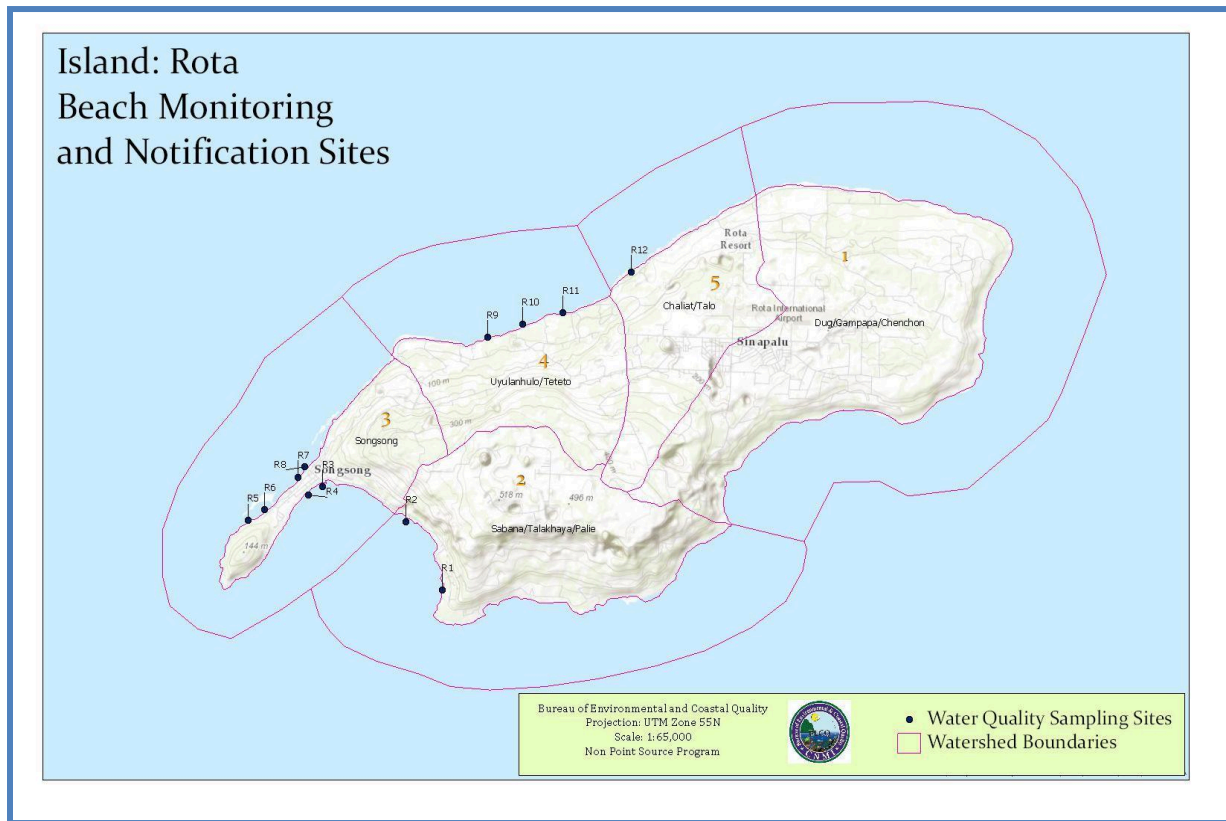 Island: Rota
Beach Monitoring
and Notification Sites
R12
Rota
Resort
1
5
R11
R10
R9
Chaliat/Talo
Rota International
Airport
Dug/Gampapa/Chenchon
Sinapalu
4
Uyulanhulo/Teteto
100 m
200
300 m
3
Songsong
R7
R8
R3
Songsong
R4
R6
R5
2
518 m
496 m
R2
Sabana/Talakhaya/Palie
144 m
R1
Bureau of Environmental and Coastal Quality
Projection: UTM Zone 55N
Scale: 1:65,000
Non Point Source Program
Water Quality Sampling Sites
Watershed Boundaries